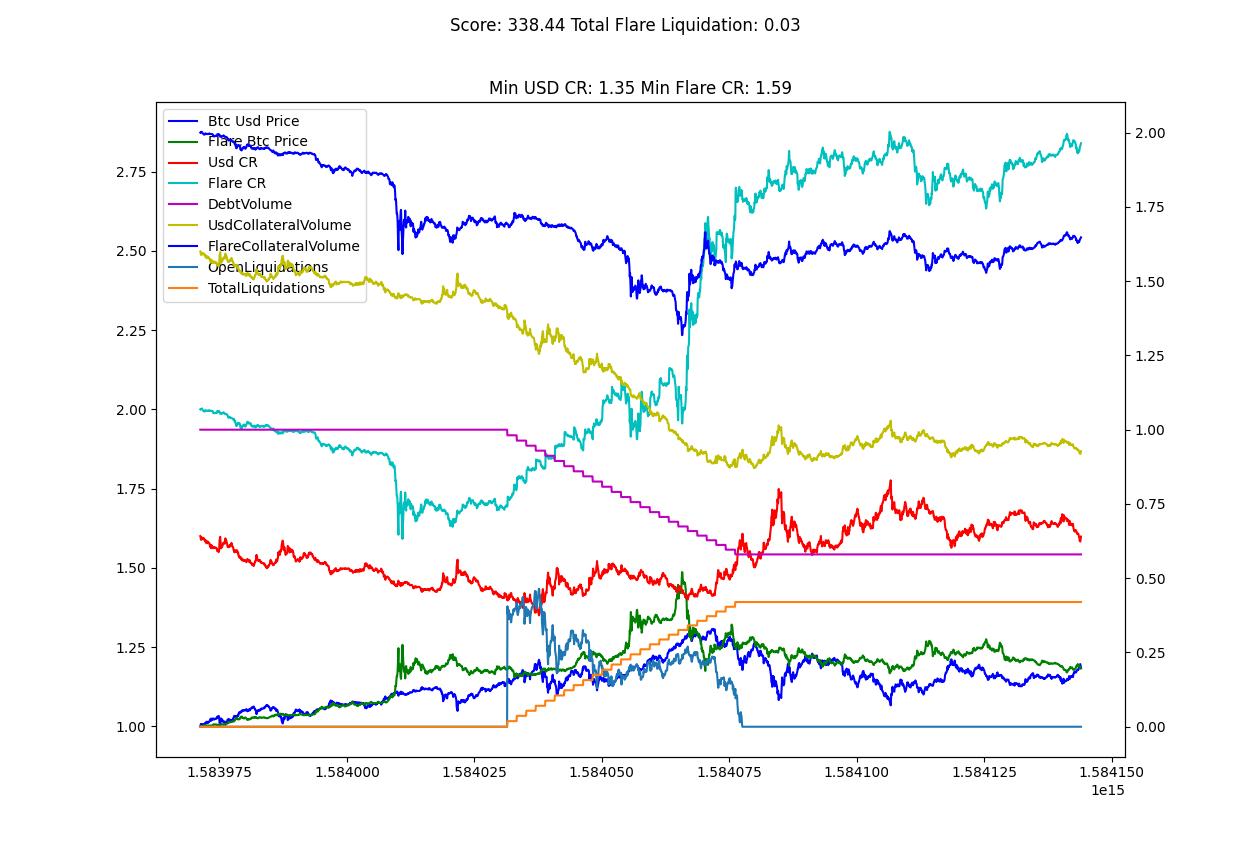 Score: 338.44 Total Flare Liquidation: 0.03
Min USD CR: 1.35 Min Flare CR: 1.59
Btc Usd Price
Flare Btc Price
Usd CR
Flare CR
DebtVolume
UsdCollateralVolume
FlareCollateralVolume
OpenLiquidations
TotalLiquidations
2.75
2.50
2.25
2.00
1.75
1.50
1.25
1.00
2.00
1.75
1.50
1.25
1.00
0.75
0.50
0.25
0.00
1.583975 1.584000 1.584025 1.584050 1.584075 1.584100 1.584125 1.584150
1e15